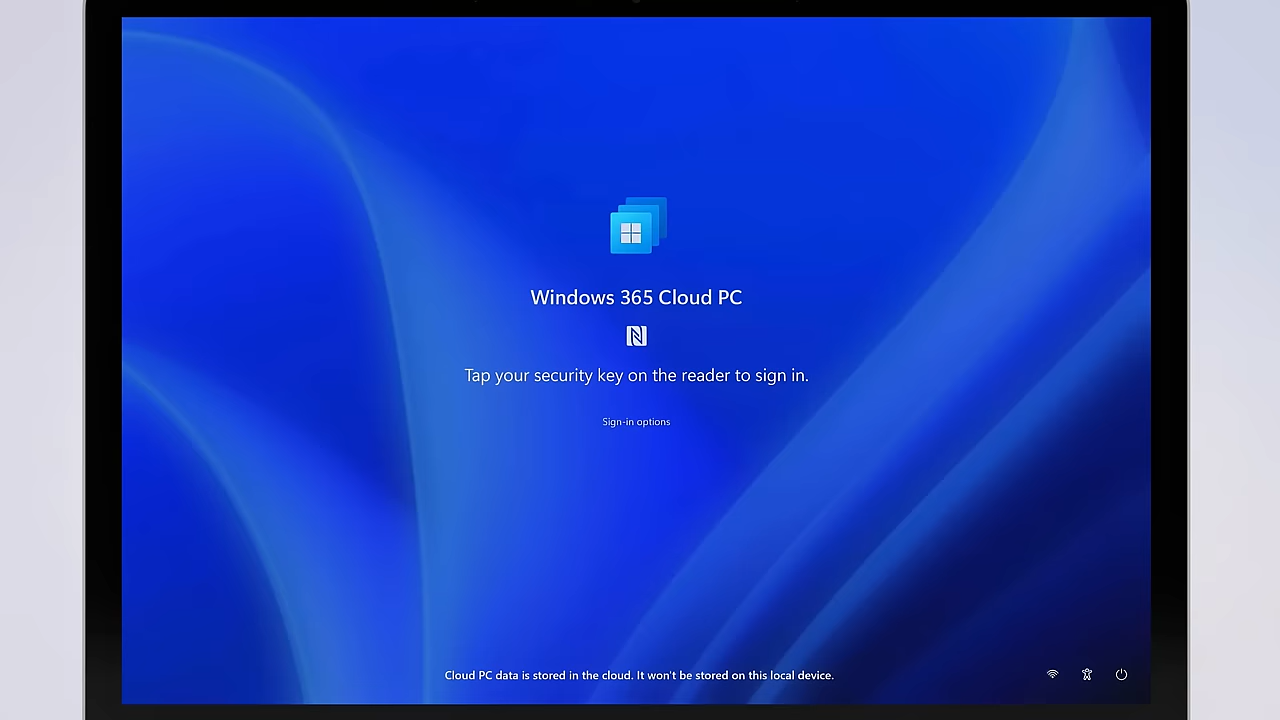 Windows 365 Cloud PC
Tap your security key on the reader to sign in.
Sign-in options
Cloud PC data is stored in the cloud. It won't be stored on this local device.